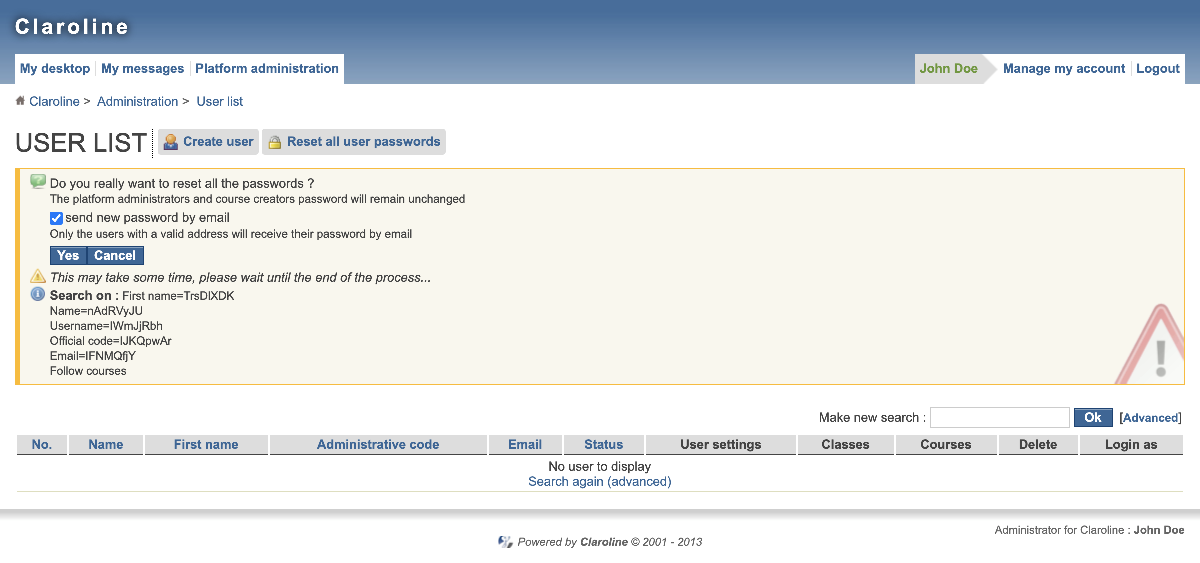 Claroline
My desktop My messages Platform administration
John Doe Manage my account Logout
Claroline > Administration > User list
USER LIST Create user Reset all user passwords
Do you really want to reset all the passwords ?
The platform administrators and course creators password will remain unchanged
send new password by email
Only the users with a valid address will receive their password by email
Yes Cancel
This may take some time, please wait until the end of the process...
Search on : First name=TrsDlXDK
Name=nAdRVyJU
Username=IWmJjRbh
Official code=IJKQpwAr
Email=IFNMQfjY
Follow courses
Make new search : Ok [Advanced]
No. Name First name Administrative code Email Status User settings Classes Courses Delete Login as
No user to display
Search again (advanced)
Administrator for Claroline : John Doe
Powered by Claroline © 2001 - 2013